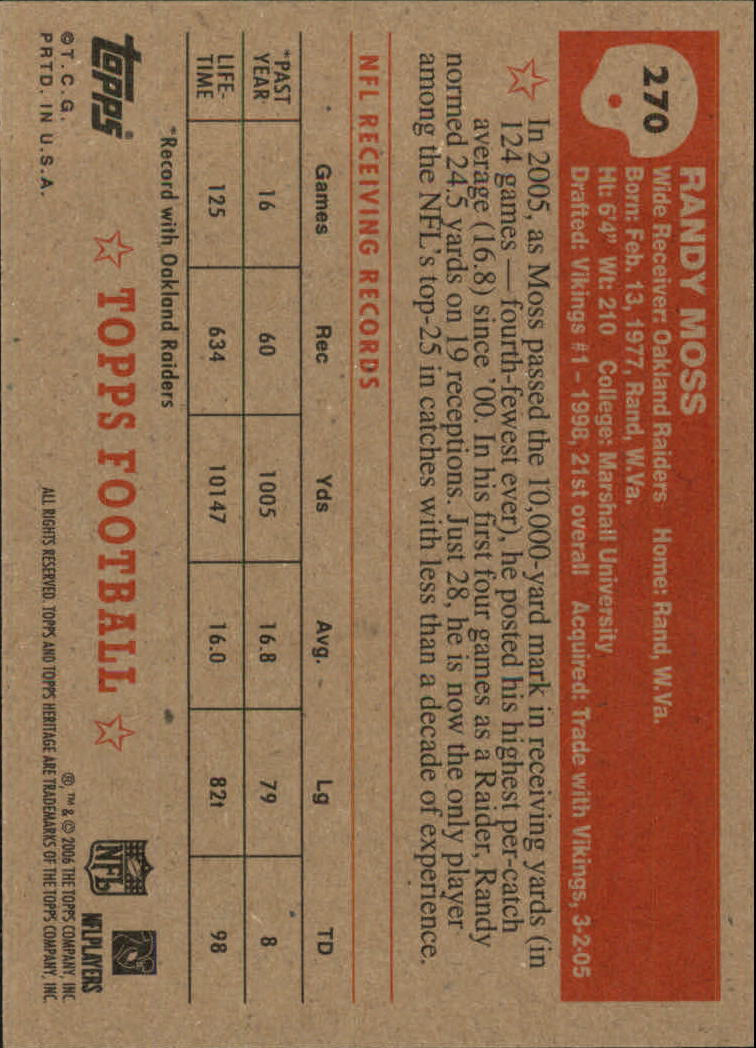 270
RANDY MOSS
Wide Receiver: Oakland Raiders Home: Rand, W.Va.
Born: Feb. 13, 1977, Rand, W.Va.
Ht: 6'4" Wt: 210 College: Marshall University
Drafted: Vikings #1 – 1998, 21st overall Acquired: Trade with Vikings, 3-2-05
In 2005, as Moss passed the 10,000-yard mark in receiving yards (in
124 games — fourth-fewest ever), he posted his highest per-catch
average (16.8) since '00. In his first four games as a Raider, Randy
normed 24.5 yards on 19 receptions. Just 28, he is now the only player
among the NFL's top-25 in catches with less than a decade of experience.
NFL RECEIVING RECORDS
Games Rec Yds Avg. Lg TD
*PAST YEAR 16 60 1005 16.8 79 8
LIFE-TIME 125 634 10147 16.0 82t 98
*Record with Oakland Raiders
topps
TOPPS FOOTBALL
NFL
NFLPLAYERS
©T.C.G.
PRTD. IN U.S.A.
®, ™ & © 2006 THE TOPPS COMPANY, INC.
ALL RIGHTS RESERVED. TOPPS AND TOPPS HERITAGE ARE TRADEMARKS OF THE TOPPS COMPANY, INC.